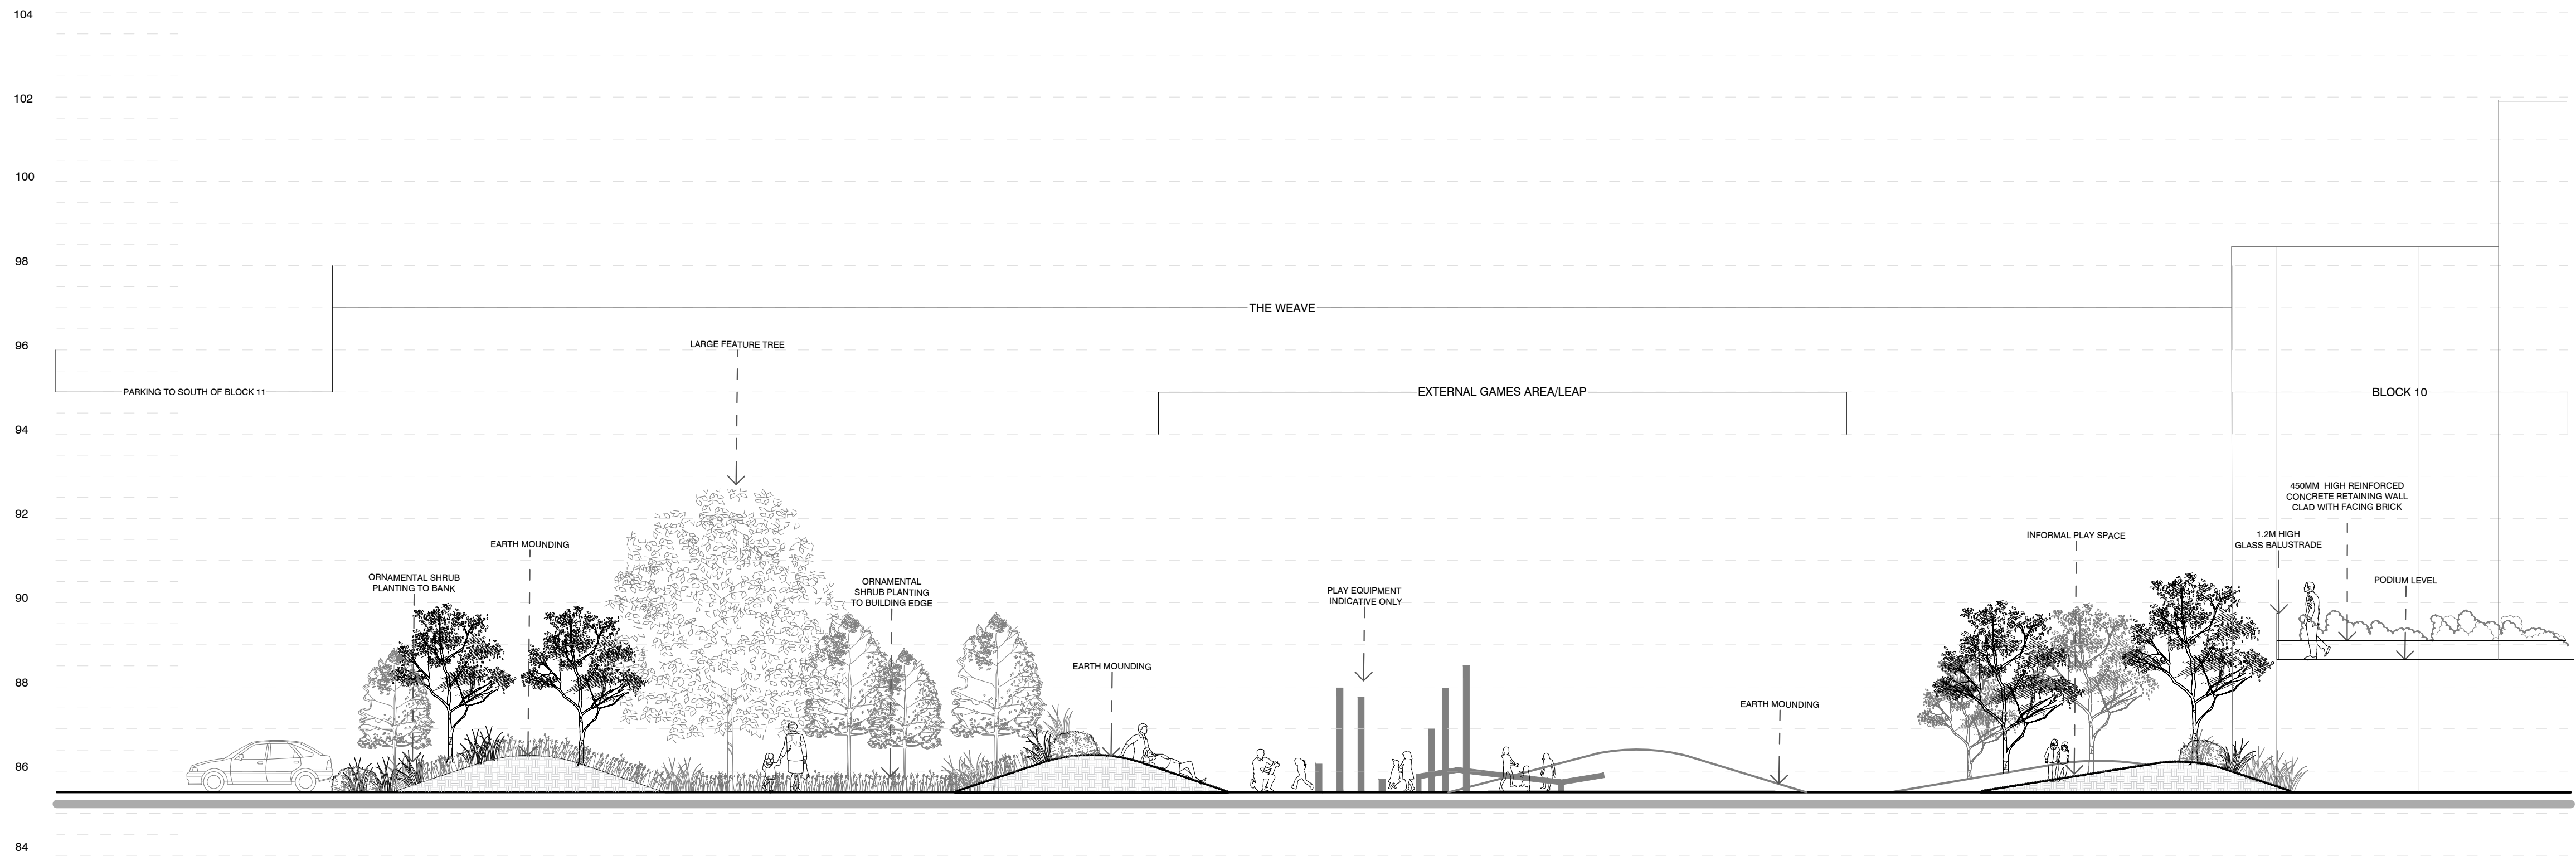 104
102
100
98
96
94
92
90
88
86
84
THE WEAVE
LARGE FEATURE TREE
PARKING TO SOUTH OF BLOCK 11
EXTERNAL GAMES AREA/LEAP
BLOCK 10
EARTH MOUNDING
ORNAMENTAL SHRUB
PLANTING TO BANK
ORNAMENTAL
SHRUB PLANTING
TO BUILDING EDGE
EARTH MOUNDING
PLAY EQUIPMENT
INDICATIVE ONLY
EARTH MOUNDING
INFORMAL PLAY SPACE
1.2M HIGH
GLASS BALUSTRADE
450MM HIGH REINFORCED
CONCRETE RETAINING WALL
CLAD WITH FACING BRICK
PODIUM LEVEL